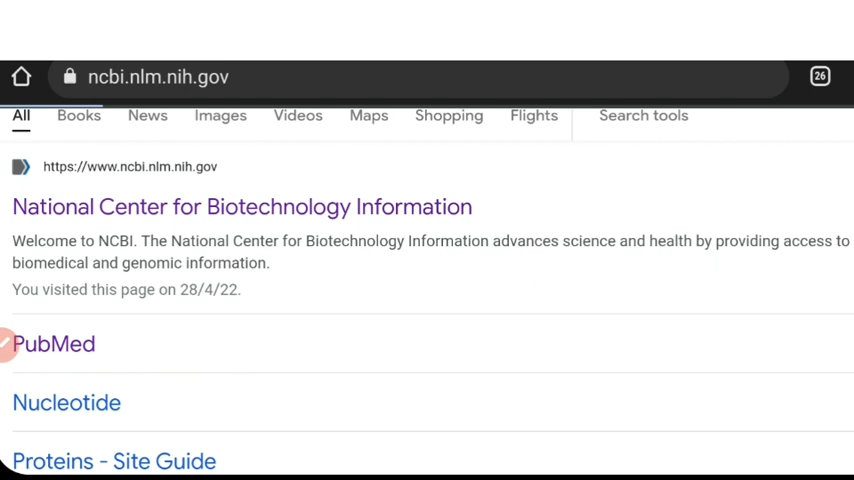 ncbi.nlm.nih.gov
26
All Books News Images Videos Maps Shopping Flights Search tools
https://www.ncbi.nlm.nih.gov
National Center for Biotechnology Information
Welcome to NCBI. The National Center for Biotechnology Information advances science and health by providing access to
biomedical and genomic information.
You visited this page on 28/4/22.
PubMed
Nucleotide
Proteins - Site Guide